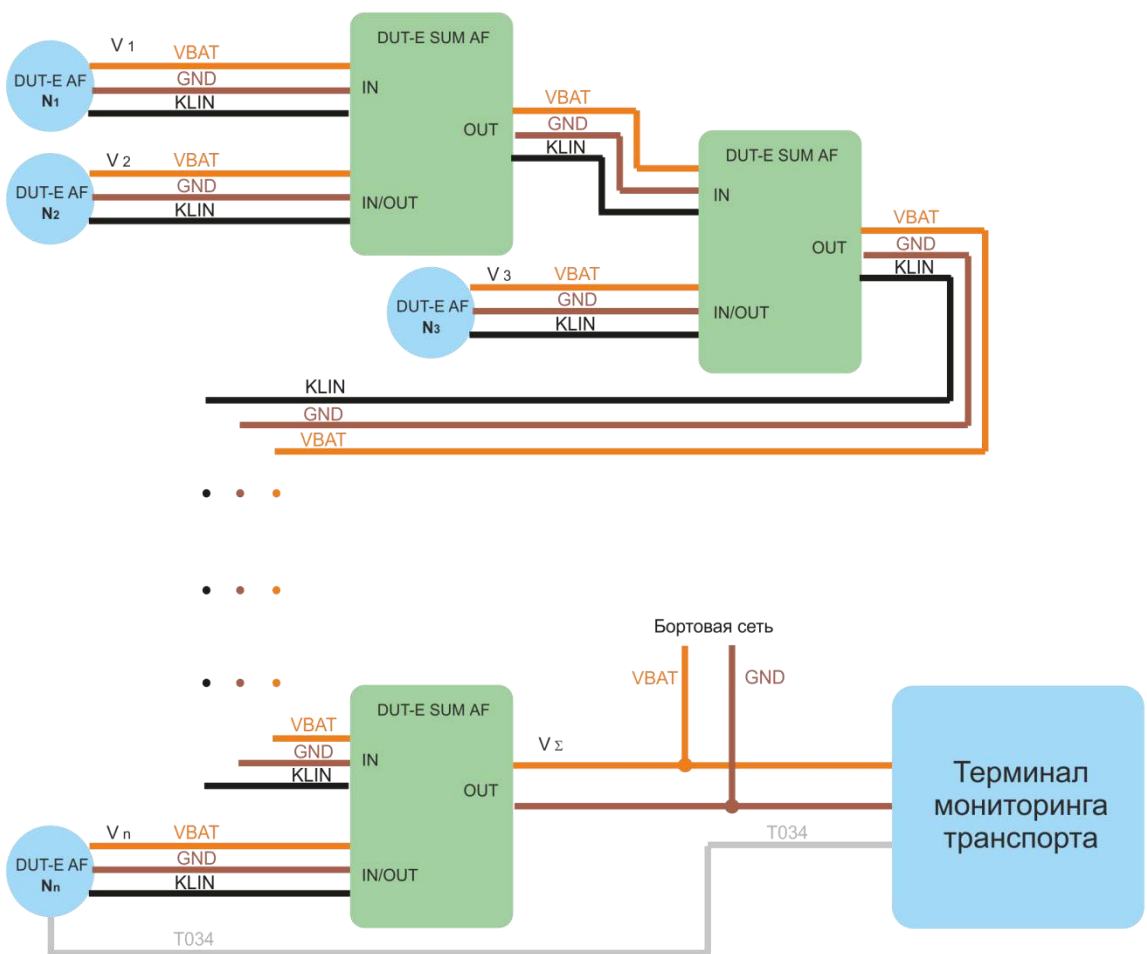 V 1
VBAT
GND
KLIN
DUT-E AF
N1
DUT-E SUM AF
IN
OUT
IN/OUT
V 2
VBAT
GND
KLIN
DUT-E AF
N2
VBAT
GND
KLIN
DUT-E SUM AF
IN
OUT
IN/OUT
V 3
VBAT
GND
KLIN
DUT-E AF
N3
VBAT
GND
KLIN
KLIN
GND
VBAT
Бортовая сеть
VBAT
GND
DUT-E SUM AF
VBAT
GND
KLIN
IN
OUT
IN/OUT
V Σ
V n
VBAT
GND
KLIN
DUT-E AF
Nn
T034
T034
Терминал
мониторинга
транспорта